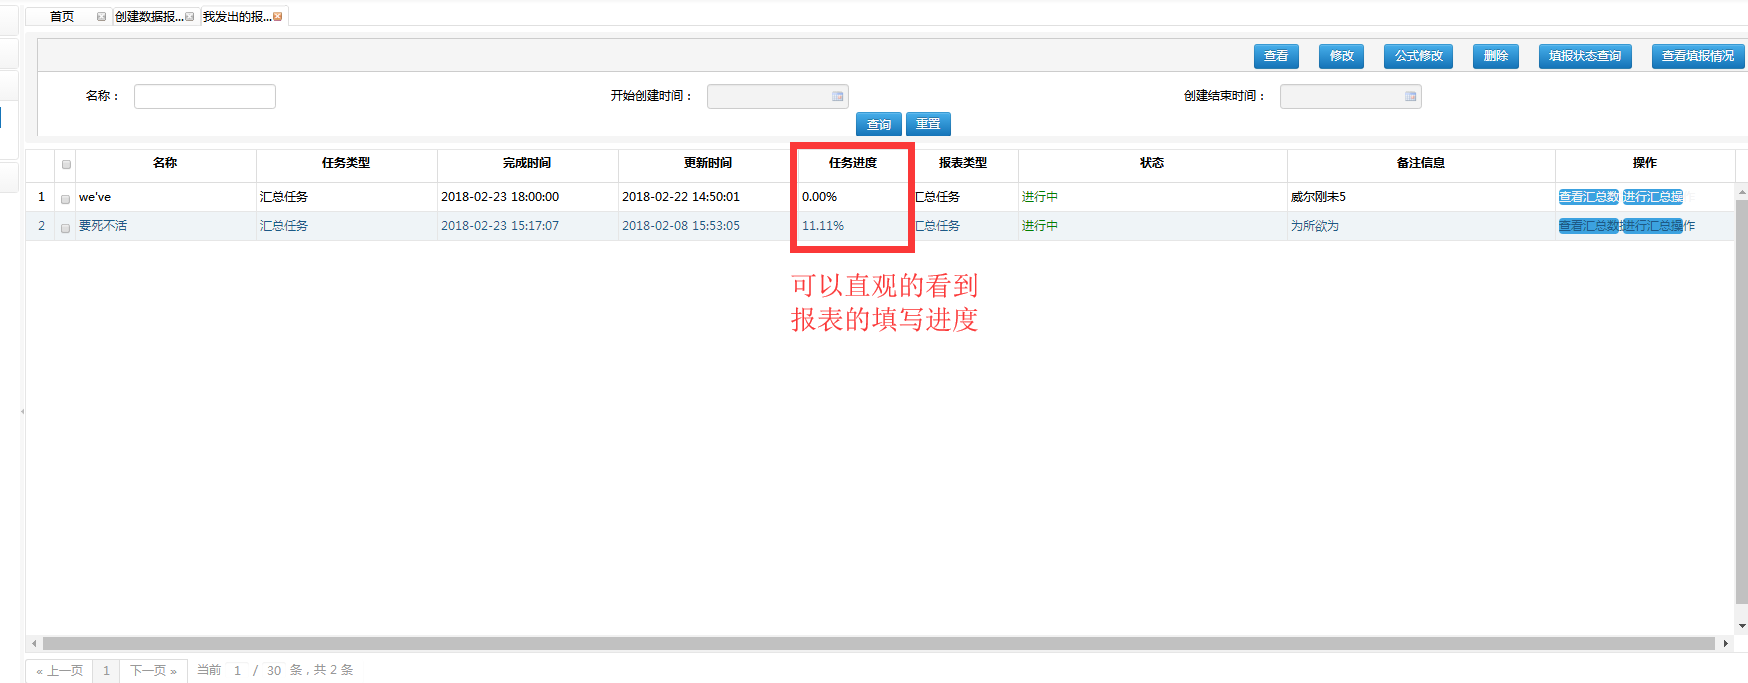 首页 创建数据报... 我发出的报...
查看 修改 公式修改 删除 填报状态查询 查看填报情况
名称： 开始创建时间： 创建结束时间：
查询 重置
名称 任务类型 完成时间 更新时间 任务进度 报表类型 状态 备注信息 操作
1 we've 汇总任务 2018-02-23 18:00:00 2018-02-22 14:50:01 0.00% 汇总任务 进行中 威尔刚未5 查看汇总数 进行汇总操
2 要死不活 汇总任务 2018-02-23 15:17:07 2018-02-08 15:53:05 11.11% 汇总任务 进行中 为所欲为 查看汇总数据 进行汇总操作
可以直观的看到
报表的填写进度
« 上一页 1 下一页 » 当前 1 / 30 条，共 2 条